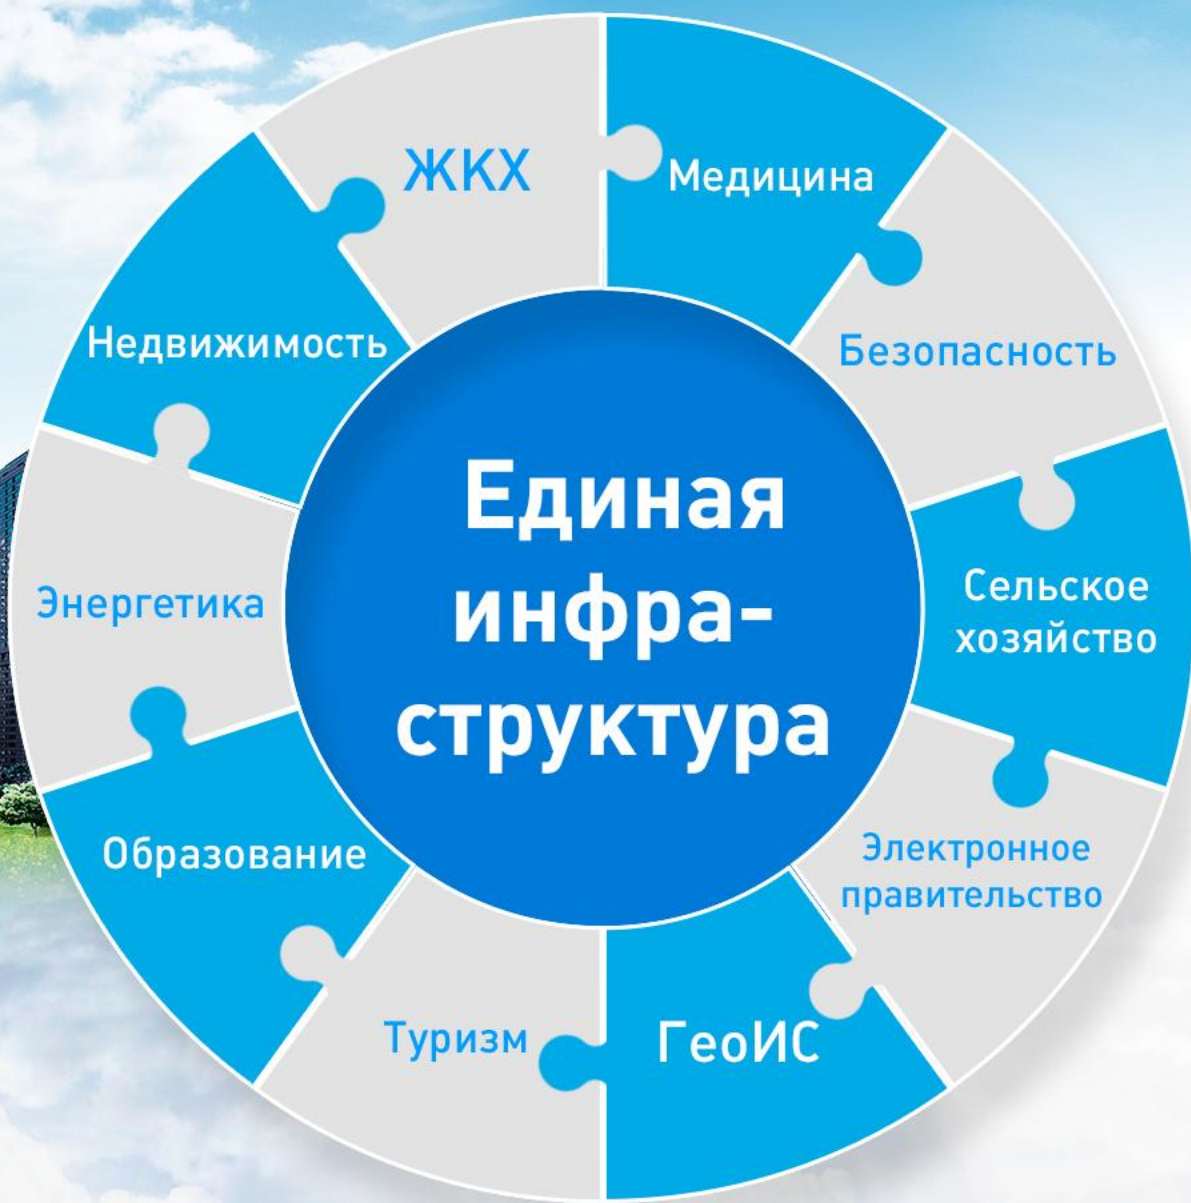 ЖКХ
Медицина
Безопасность
Сельское
хозяйство
Электронное
правительство
ГеоИС
Туризм
Образование
Энергетика
Недвижимость
Единая
инфра-
структура